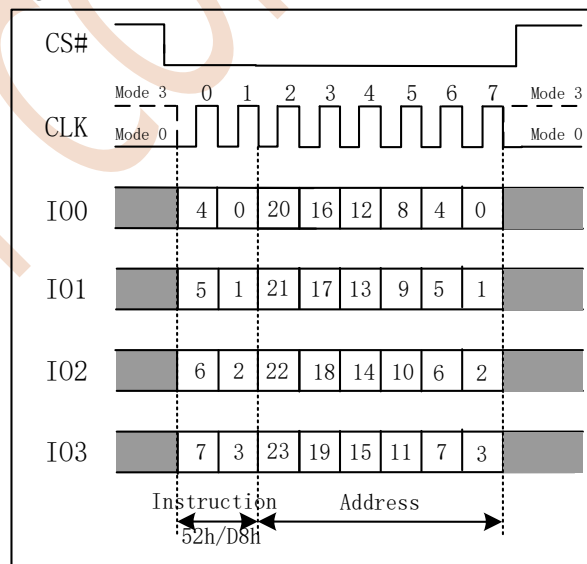 CS#
Mode 3 0 1 2 3 4 5 6 7 Mode 3
CLK
Mode 0 Mode 0
IO0 4 0 20 16 12 8 4 0
IO1 5 1 21 17 13 9 5 1
IO2 6 2 22 18 14 10 6 2
IO3 7 3 23 19 15 11 7 3
Instruction Address
52h/D8h